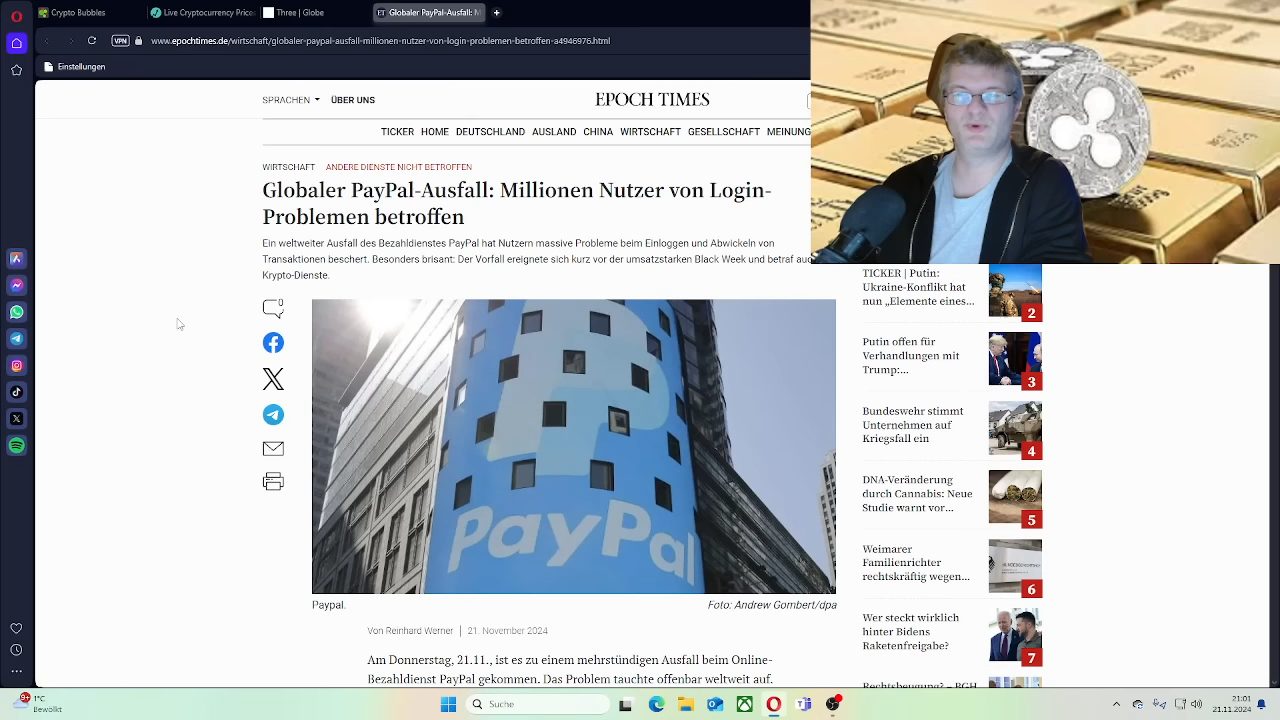 Crypto Bubbles
Live Cryptocurrency Price
Three | Globe
Globaler PayPal-Ausfall: M
VPN
www.epochtimes.de/wirtschaft/globaler-paypal-ausfall-millionen-nutzer-von-login-problemen-betroffen-a4946976.html
Einstellungen
SPRACHEN ÜBER UNS
EPOCH TIMES
TICKER HOME DEUTSCHLAND AUSLAND CHINA WIRTSCHAFT GESELLSCHAFT MEINUNG
WIRTSCHAFT ANDERE DIENSTE NICHT BETROFFEN
Globaler PayPal-Ausfall: Millionen Nutzer von Login-
Problemen betroffen
Ein weltweiter Ausfall des Bezahldienstes PayPal hat Nutzern massive Probleme beim Einloggen und Abwickeln von
Transaktionen beschert. Besonders brisant: Der Vorfall ereignete sich kurz vor der umsatzstarken Black Week und betraf auc
Krypto-Dienste.
PayPal
Paypal
Foto: Andrew Gombert/dpa
Von Reinhard Werner | 21. November 2024
Am Donnerstag, 21.11., ist es zu einem mehrstündigen Ausfall beim Online-
Bezahldienst PayPal gekommen. Das Problem tauchte offenbar weltweit auf.
TICKER | Putin:
Ukraine-Konflikt hat
nun „Elemente eines...
2
Putin offen für
Verhandlungen mit
Trump:...
3
Bundeswehr stimmt
Unternehmen auf
Kriegsfall ein
4
DNA-Veränderung
durch Cannabis: Neue
Studie warnt vor...
5
Weimarer
Familienrichter
rechtskräftig wegen...
6
Wer steckt wirklich
hinter Bidens
Raketenfreigabe?
7
Rechtsbeugung? – BGH
9+
1°C
Bewölkt
Suche
21:01
21.11.2024